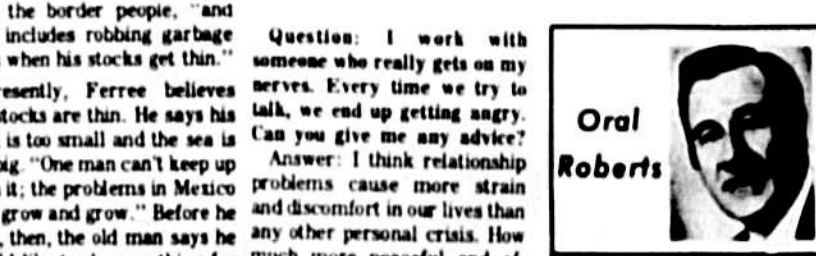 the border people, "and
includes robbing garbage
when his stocks get thin."
esently, Ferree believes
stocks are thin. He says his
is too small and the sea is
big. "One man can't keep up
it; the problems in Mexico
grow and grow." Before he
, then, the old man says he
Question: I work with
someone who really gets on my
nerves. Every time we try to
talk, we end up getting angry.
Can you give me any advice?
Answer: I think relationship
problems cause more strain
and discomfort in our lives than
any other personal crisis. How
much more peaceful and
Oral
Roberts